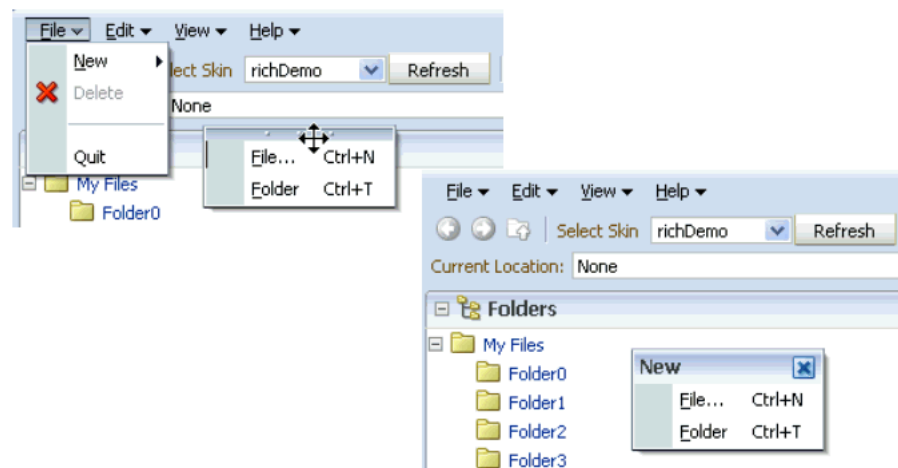 File Edit View Help
New
lect Skin richDemo Refresh
Delete
None
File... Ctrl+N
Quit
Folder Ctrl+T
My Files
Folder0
File Edit View Help
Select Skin richDemo Refresh
Current Location: None
Folders
My Files
New
Folder0
File... Ctrl+N
Folder1
Folder Ctrl+T
Folder2
Folder3